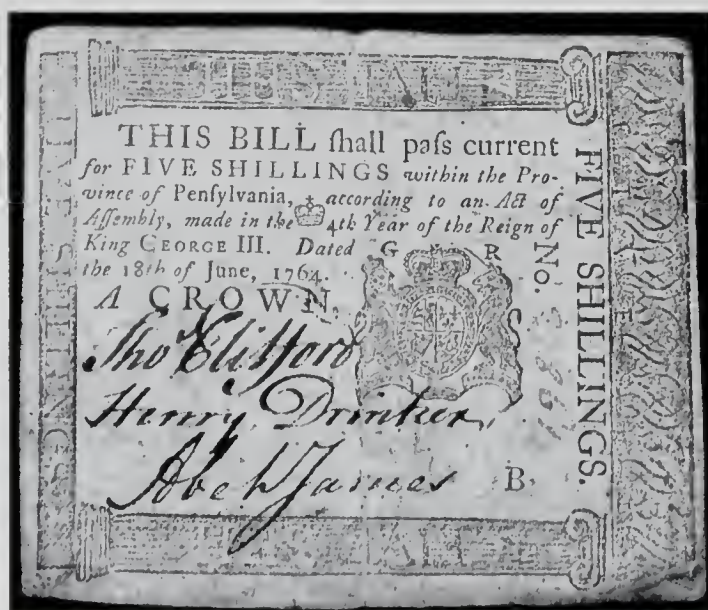 THIS BILL ſhall paſs current
for FIVE SHILLINGS within the Pro-
vince of Penſylvania, according to an Act of
Aſſembly, made in the 4th Year of the Reign of
King GEORGE III. Dated
the 18th of June, 1764.
G R
A CROWN.
Tho Clifford
Henry Drinker
Abel James
B
No.
FIVE SHILLINGS.